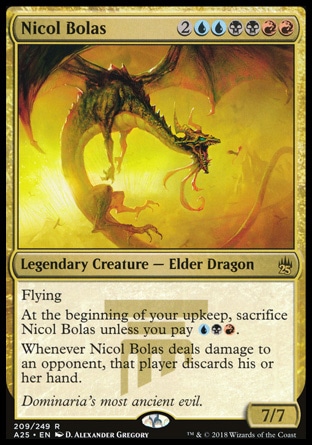 Nicol Bolas 2
Legendary Creature — Elder Dragon
Flying
At the beginning of your upkeep, sacrifice
Nicol Bolas unless you pay
Whenever Nicol Bolas deals damage to
an opponent, that player discards his
or her hand.
Dominaria's most ancient evil.
7/7
209/249 R
A25 • EN D. ALEXANDER GREGORY
25
™ & © 2018 Wizards of the Coast